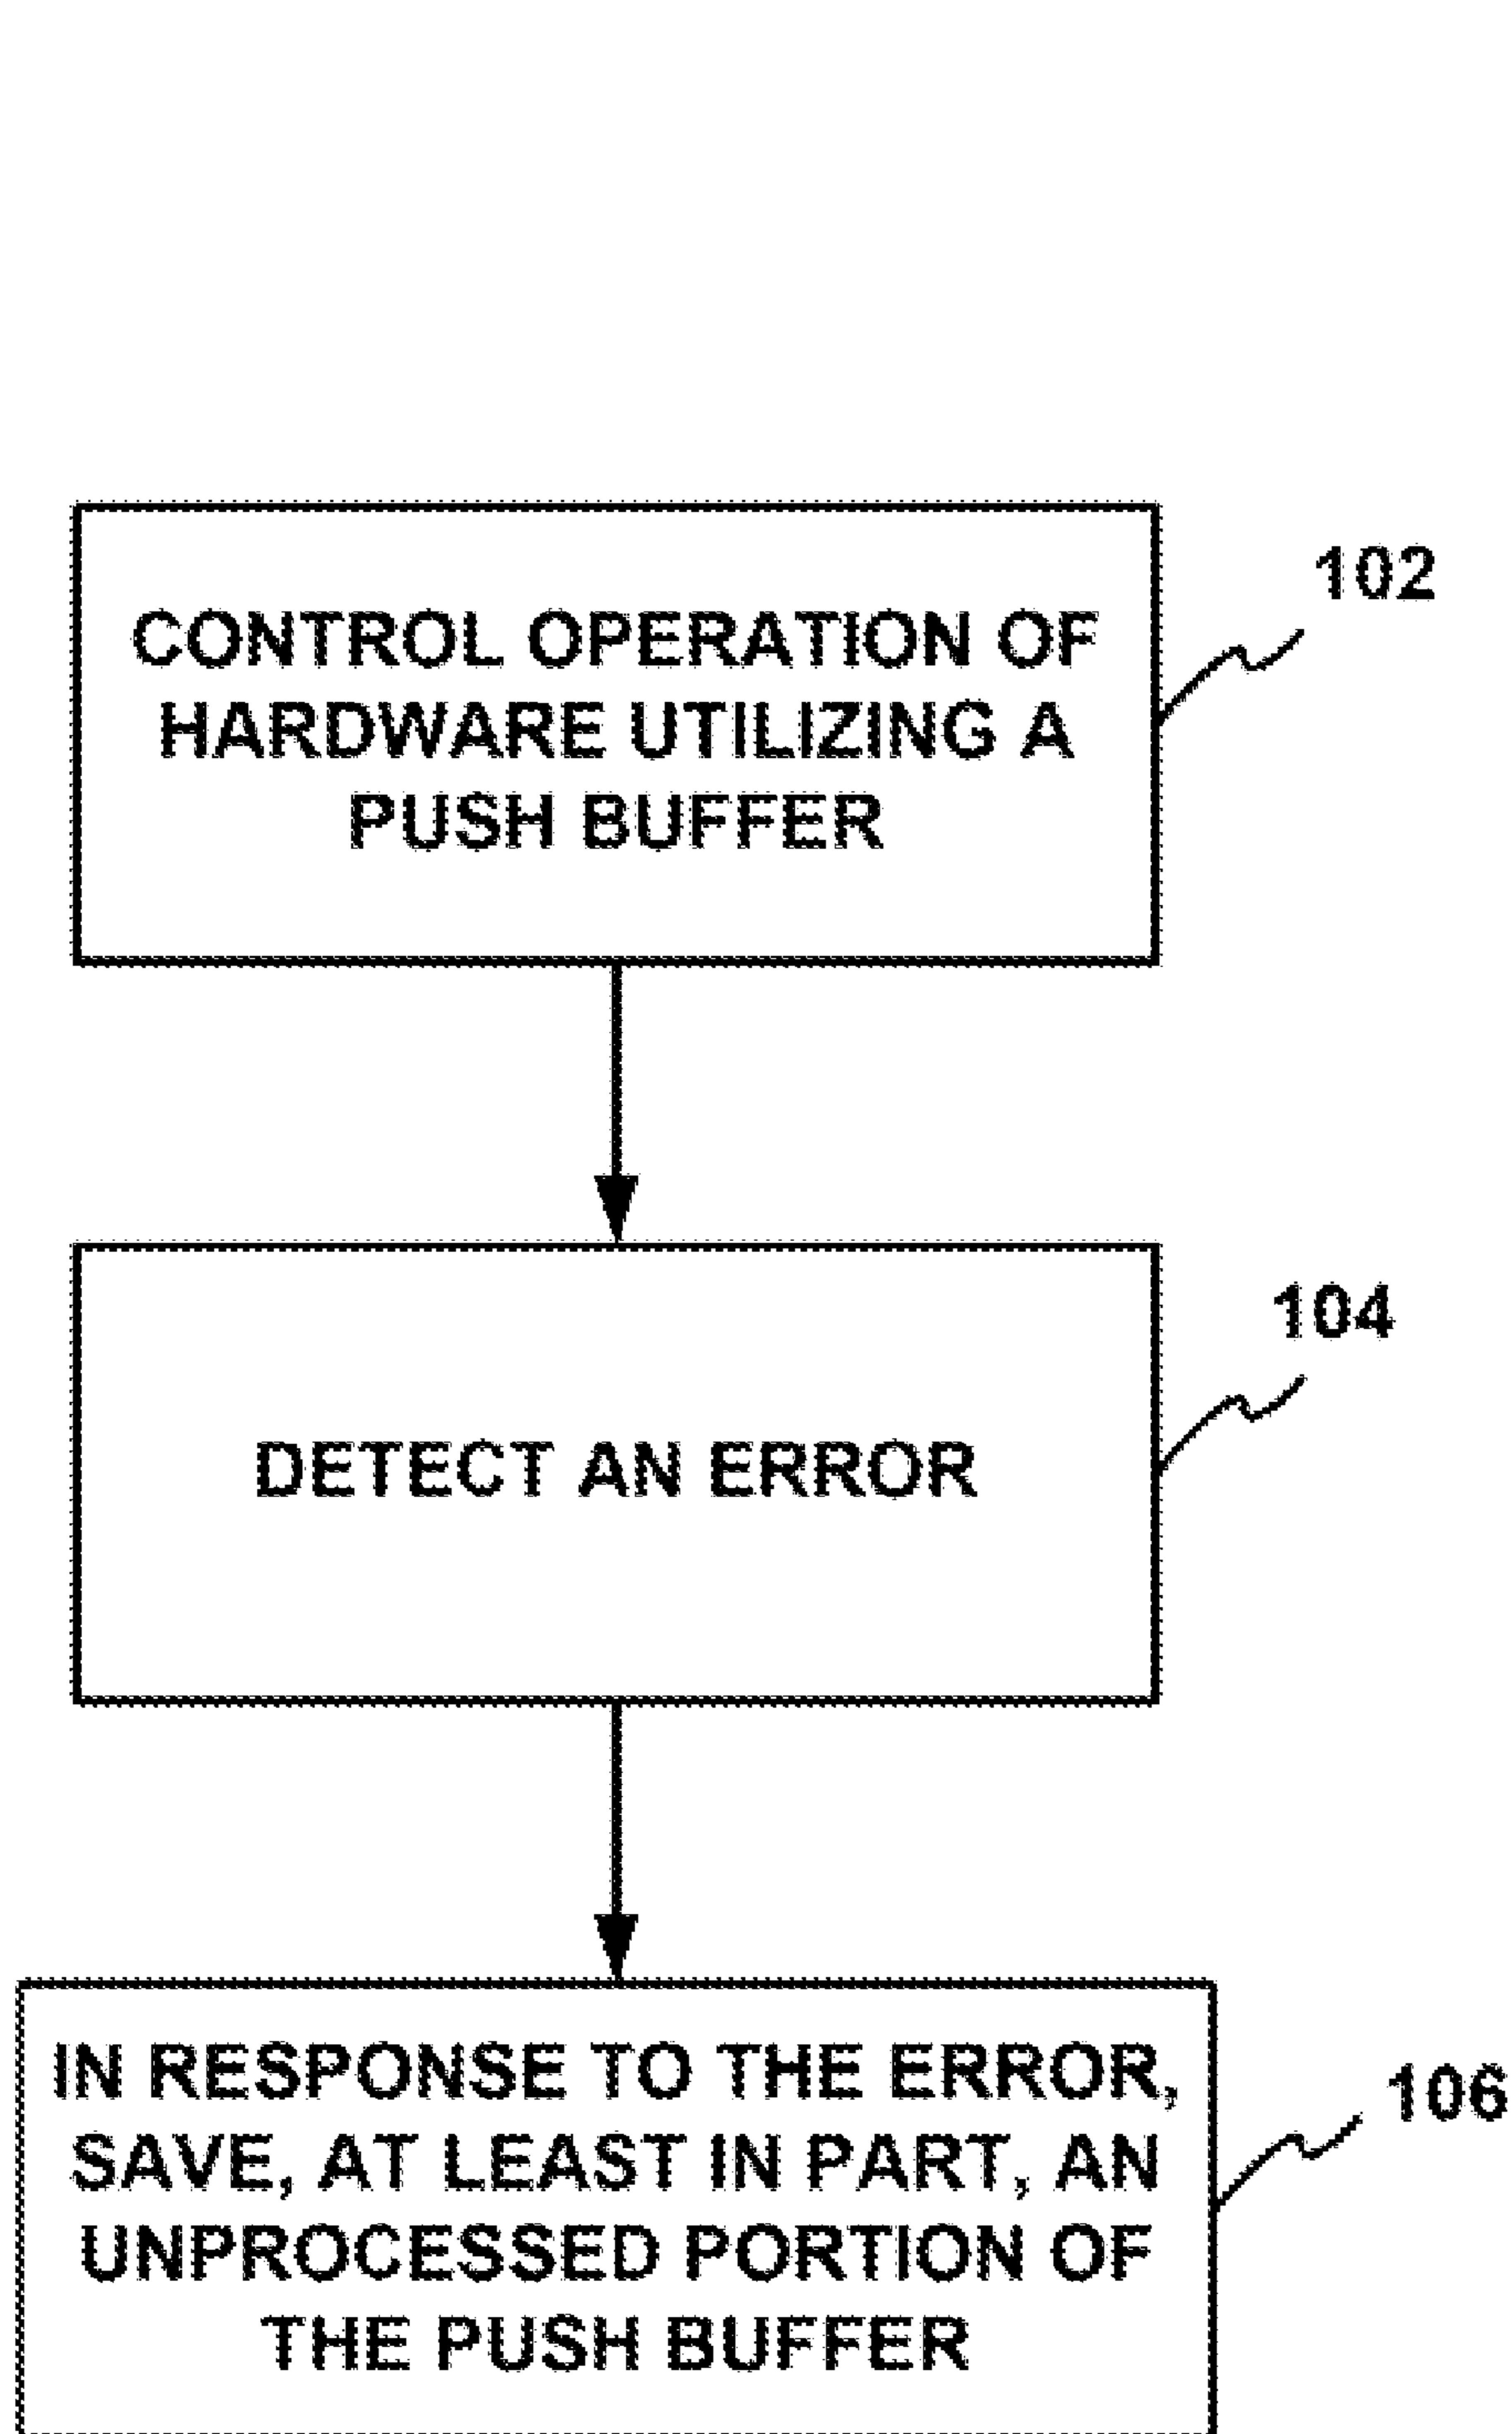 CONTROL OPERATION OF
HARDWARE UTILIZING A
PUSH BUFFER
102
DETECT AN ERROR
104
IN RESPONSE TO THE ERROR,
SAVE, AT LEAST IN PART, AN
UNPROCESSED PORTION OF
THE PUSH BUFFER
106